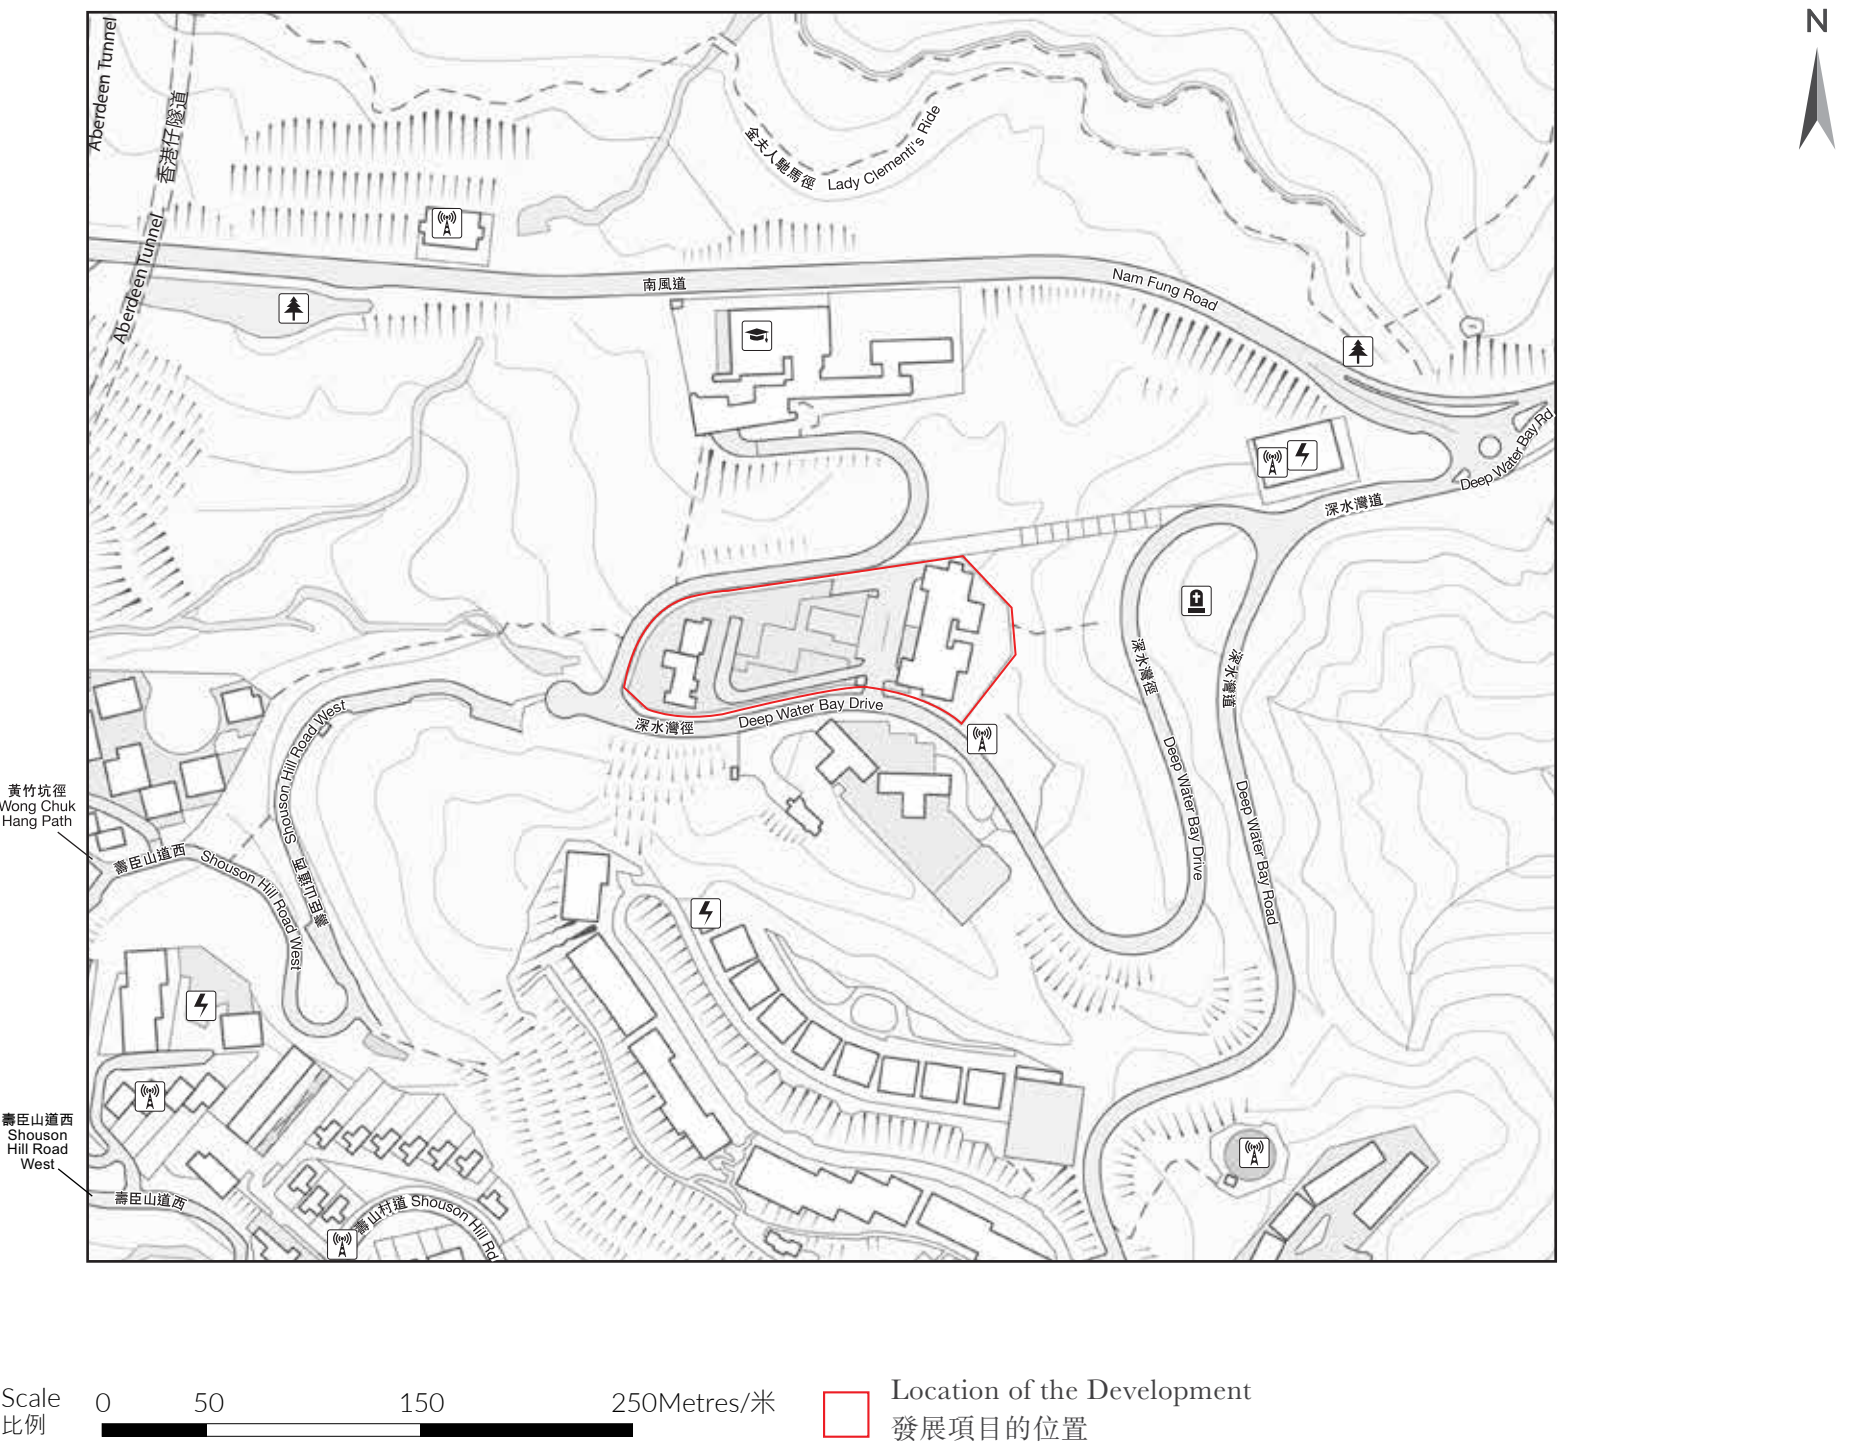 N
Aberdeen Tunnel
香港仔隧道
Aberdeen Tunnel
金夫人馳馬徑
Lady Clementi's Ride
南風道
Nam Fung Road
Deep Water Bay Rd
深水灣道
深水灣徑
深水灣道
深水灣徑
Deep Water Bay Drive
Deep Water Bay Drive
Deep Water Bay Road
Shouson Hill Road West
壽臣山道西
黃竹坑徑
Wong Chuk
Hang Path
壽臣山道西
Shouson Hill Road West
壽臣山道西
Shouson
Hill Road
West
壽臣山道西
壽山村道
Shouson Hill Rd
Scale
比例
0
50
150
250Metres/米
Location of the Development
發展項目的位置